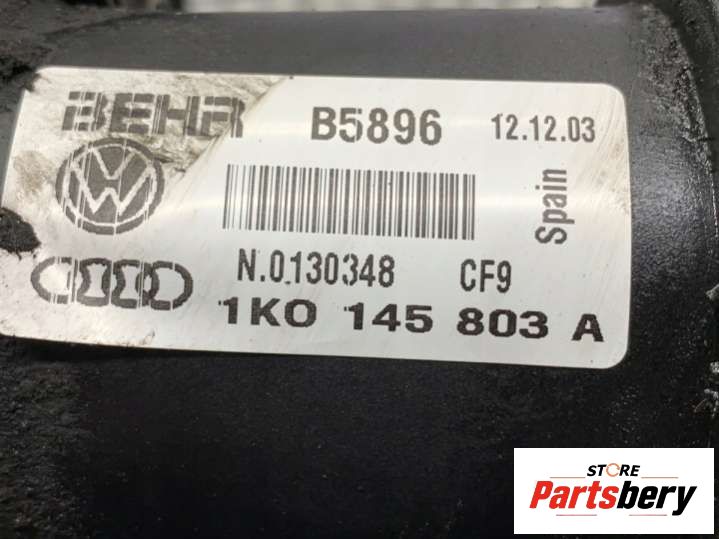 BEHR B5896 12.12.03
Spain
N.0130348 CF9
1K0 145 803 A
STORE
Partsbery